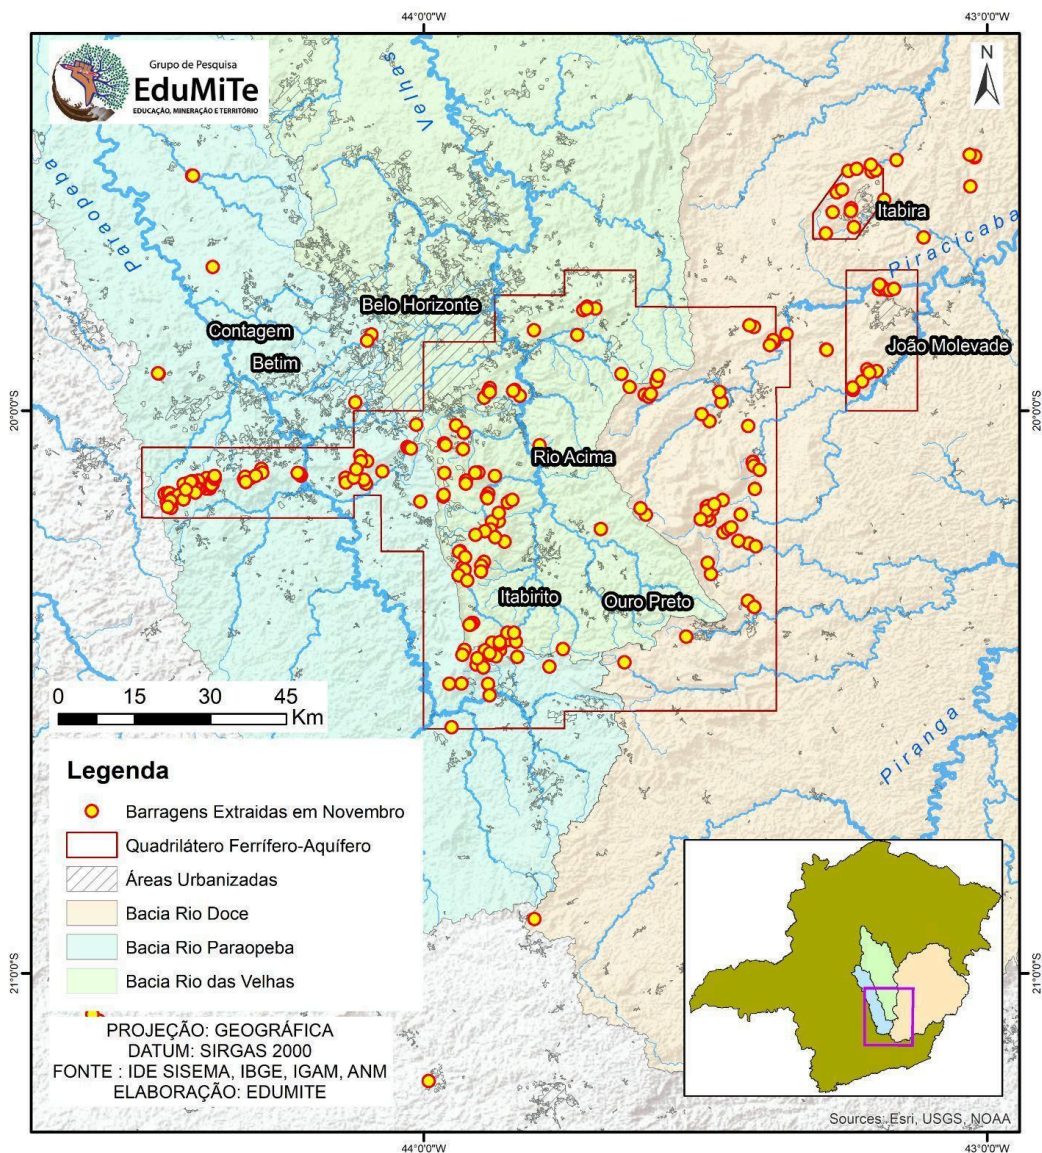 44°0'0"W
43°0'0"W
Grupo de Pesquisa
EduMiTe
EDUCAÇÃO, MINERAÇÃO E TERRITÓRIO
N
Velhas
Paraopeba
Itabira
Piracicaba
Belo Horizonte
Contagem
Betim
João Molevade
20°0'0"S
20°0'0"S
Rio Acima
Itabirito
Ouro Preto
0 15 30 45
Km
Piranga
Legenda
Barragens Extraidas em Novembro
Quadrilátero Ferrífero-Aquífero
Áreas Urbanizadas
Bacia Rio Doce
Bacia Rio Paraopeba
Bacia Rio das Velhas
21°0'0"S
21°0'0"S
PROJEÇÃO: GEOGRÁFICA
DATUM: SIRGAS 2000
FONTE : IDE SISEMA, IBGE, IGAM, ANM
ELABORAÇÃO: EDUMITE
Sources: Esri, USGS, NOAA
44°0'0"W
43°0'0"W